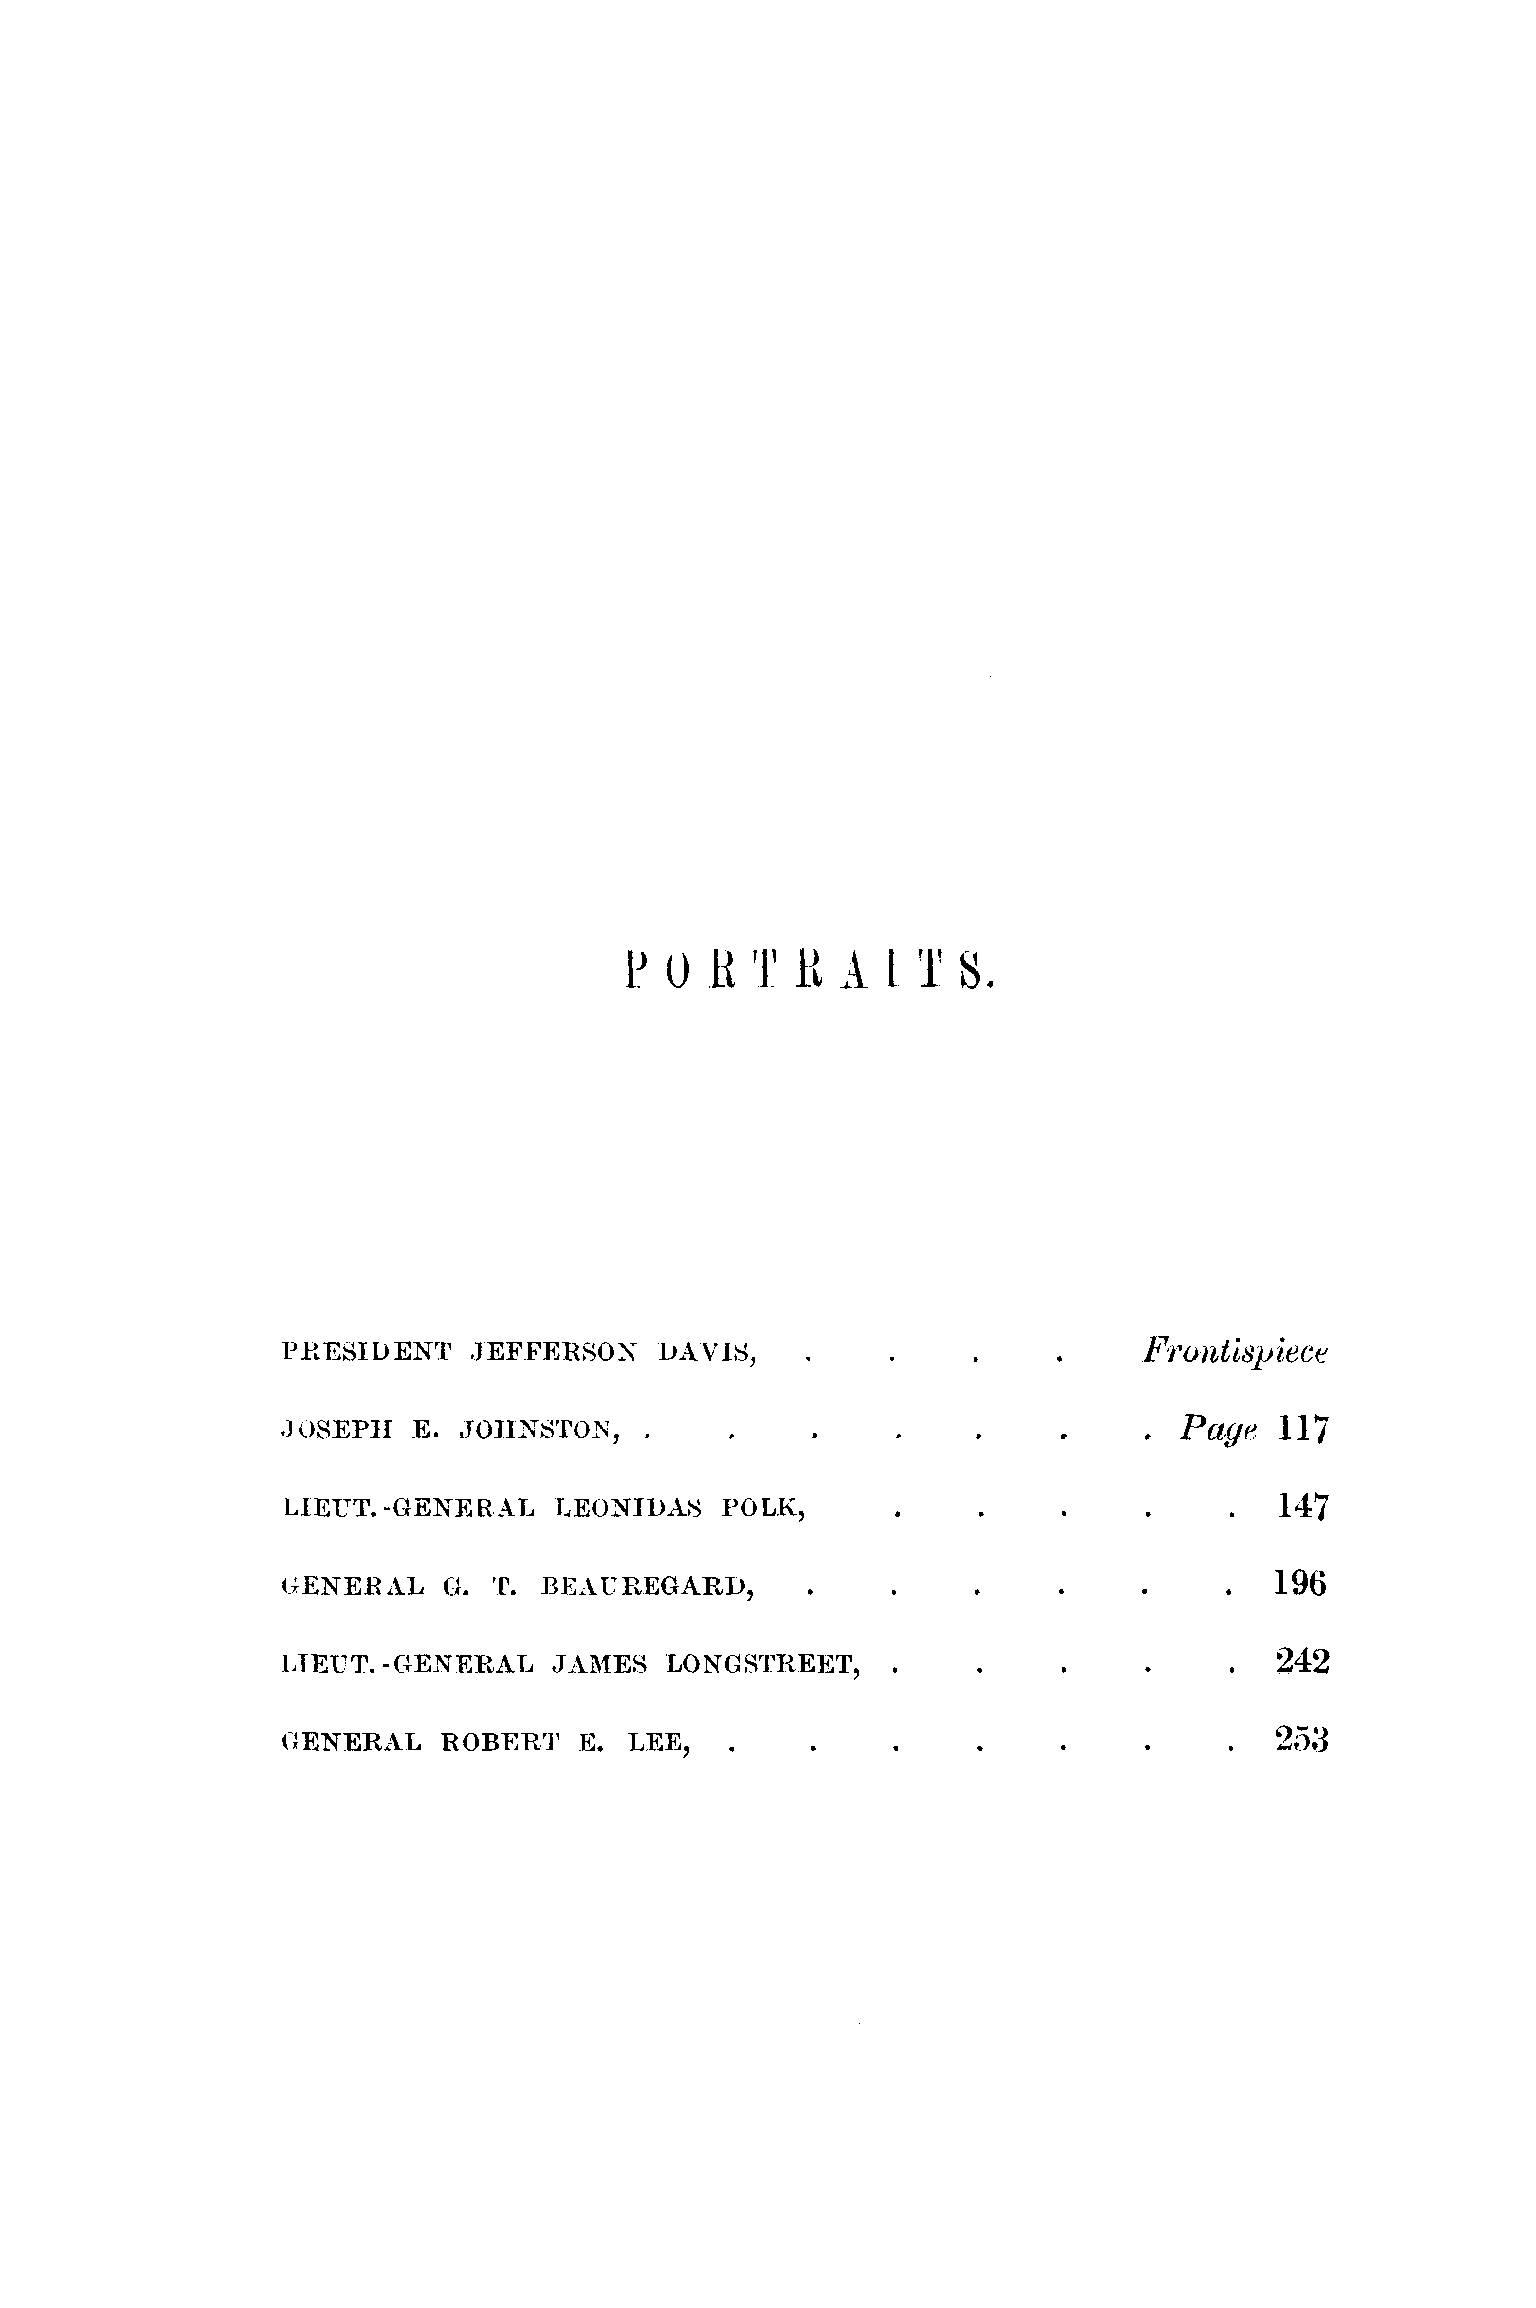 PORTRAITS.
PRESIDENT JEFFERSON DAVIS, . . . . Frontispiece
JOSEPH E. JOHNSTON, . . . . . . . Page 117
LIEUT.-GENERAL LEONIDAS POLK, . . . . . 147
GENERAL G. T. BEAUREGARD, . . . . . . 196
LIEUT.-GENERAL JAMES LONGSTREET, . . . . . 242
GENERAL ROBERT E. LEE, . . . . . . . 253